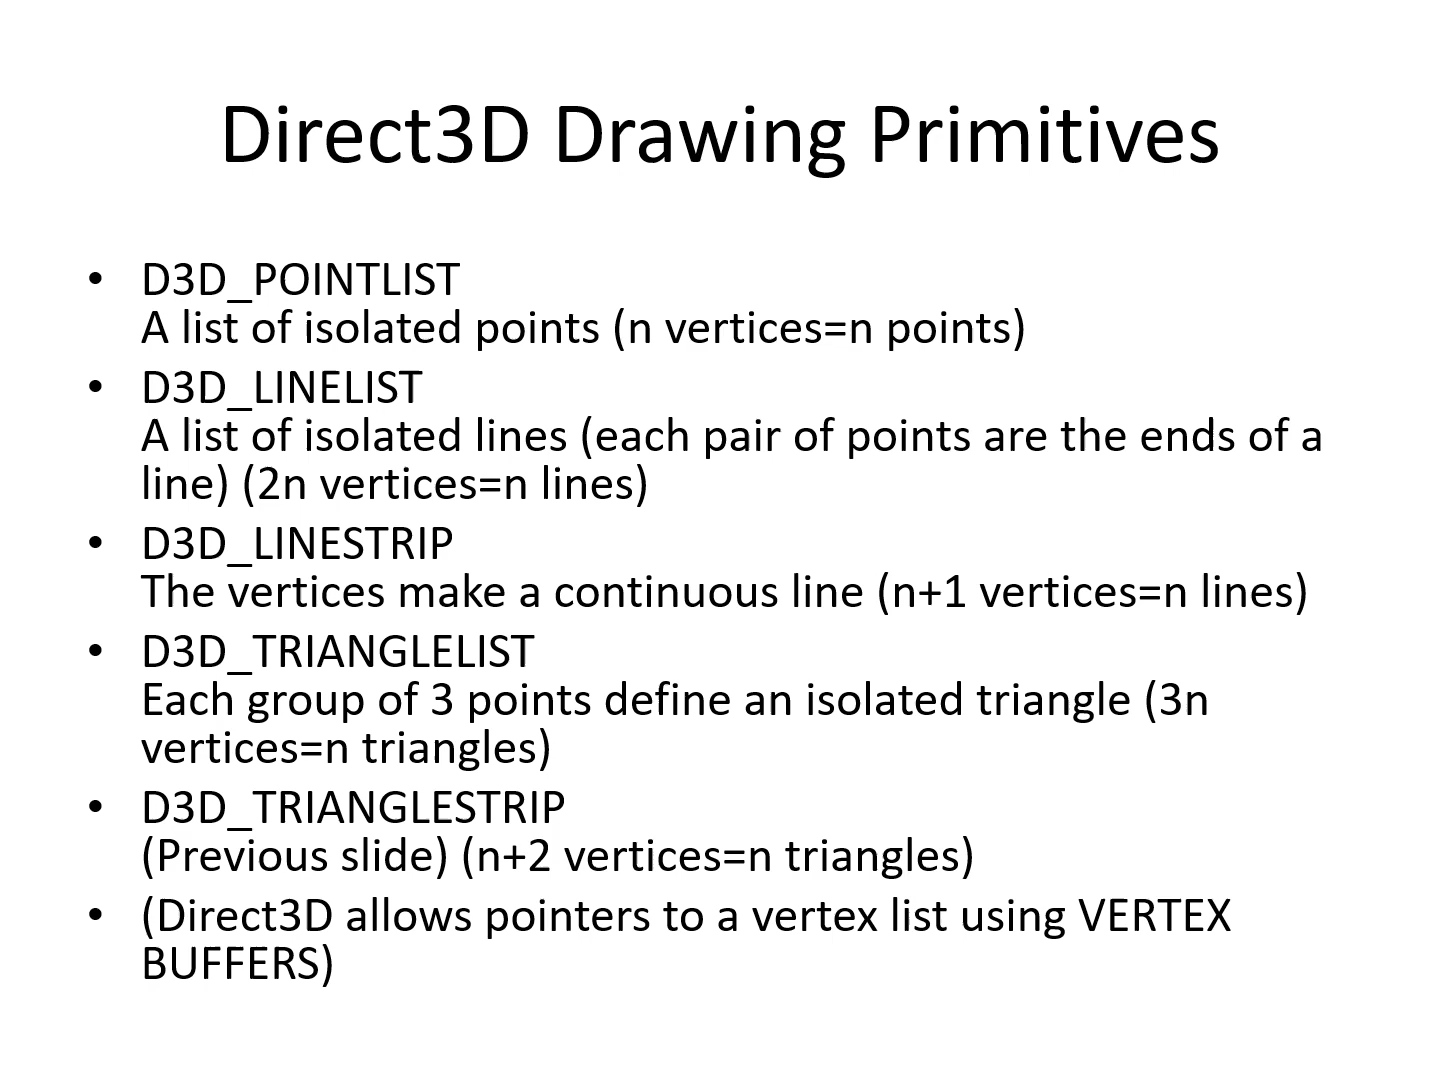 Direct3D Drawing Primitives
• D3D_POINTLIST
A list of isolated points (n vertices=n points)
• D3D_LINELIST
A list of isolated lines (each pair of points are the ends of a
line) (2n vertices=n lines)
• D3D_LINESTRIP
The vertices make a continuous line (n+1 vertices=n lines)
• D3D_TRIANGLELIST
Each group of 3 points define an isolated triangle (3n
vertices=n triangles)
• D3D_TRIANGLESTRIP
(Previous slide) (n+2 vertices=n triangles)
• (Direct3D allows pointers to a vertex list using VERTEX
BUFFERS)